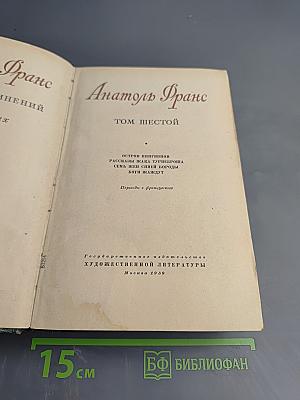 Франс
НЕНИЙ
Анатоль Франс
ТОМ ШЕСТОЙ
ОСТРОВ ПИНГВИНОВ
РАССКАЗЫ ЖАКА ТУРНЕБРОША
СЕМЬ ЖЕН СИНЕЙ БОРОДЫ
БОГИ ЖАЖДУТ
Переводы с французского
Государственное издательство
ХУДОЖЕСТВЕННОЙ ЛИТЕРАТУРЫ
Москва 1959
15 см
БФ БИБЛИОФАН